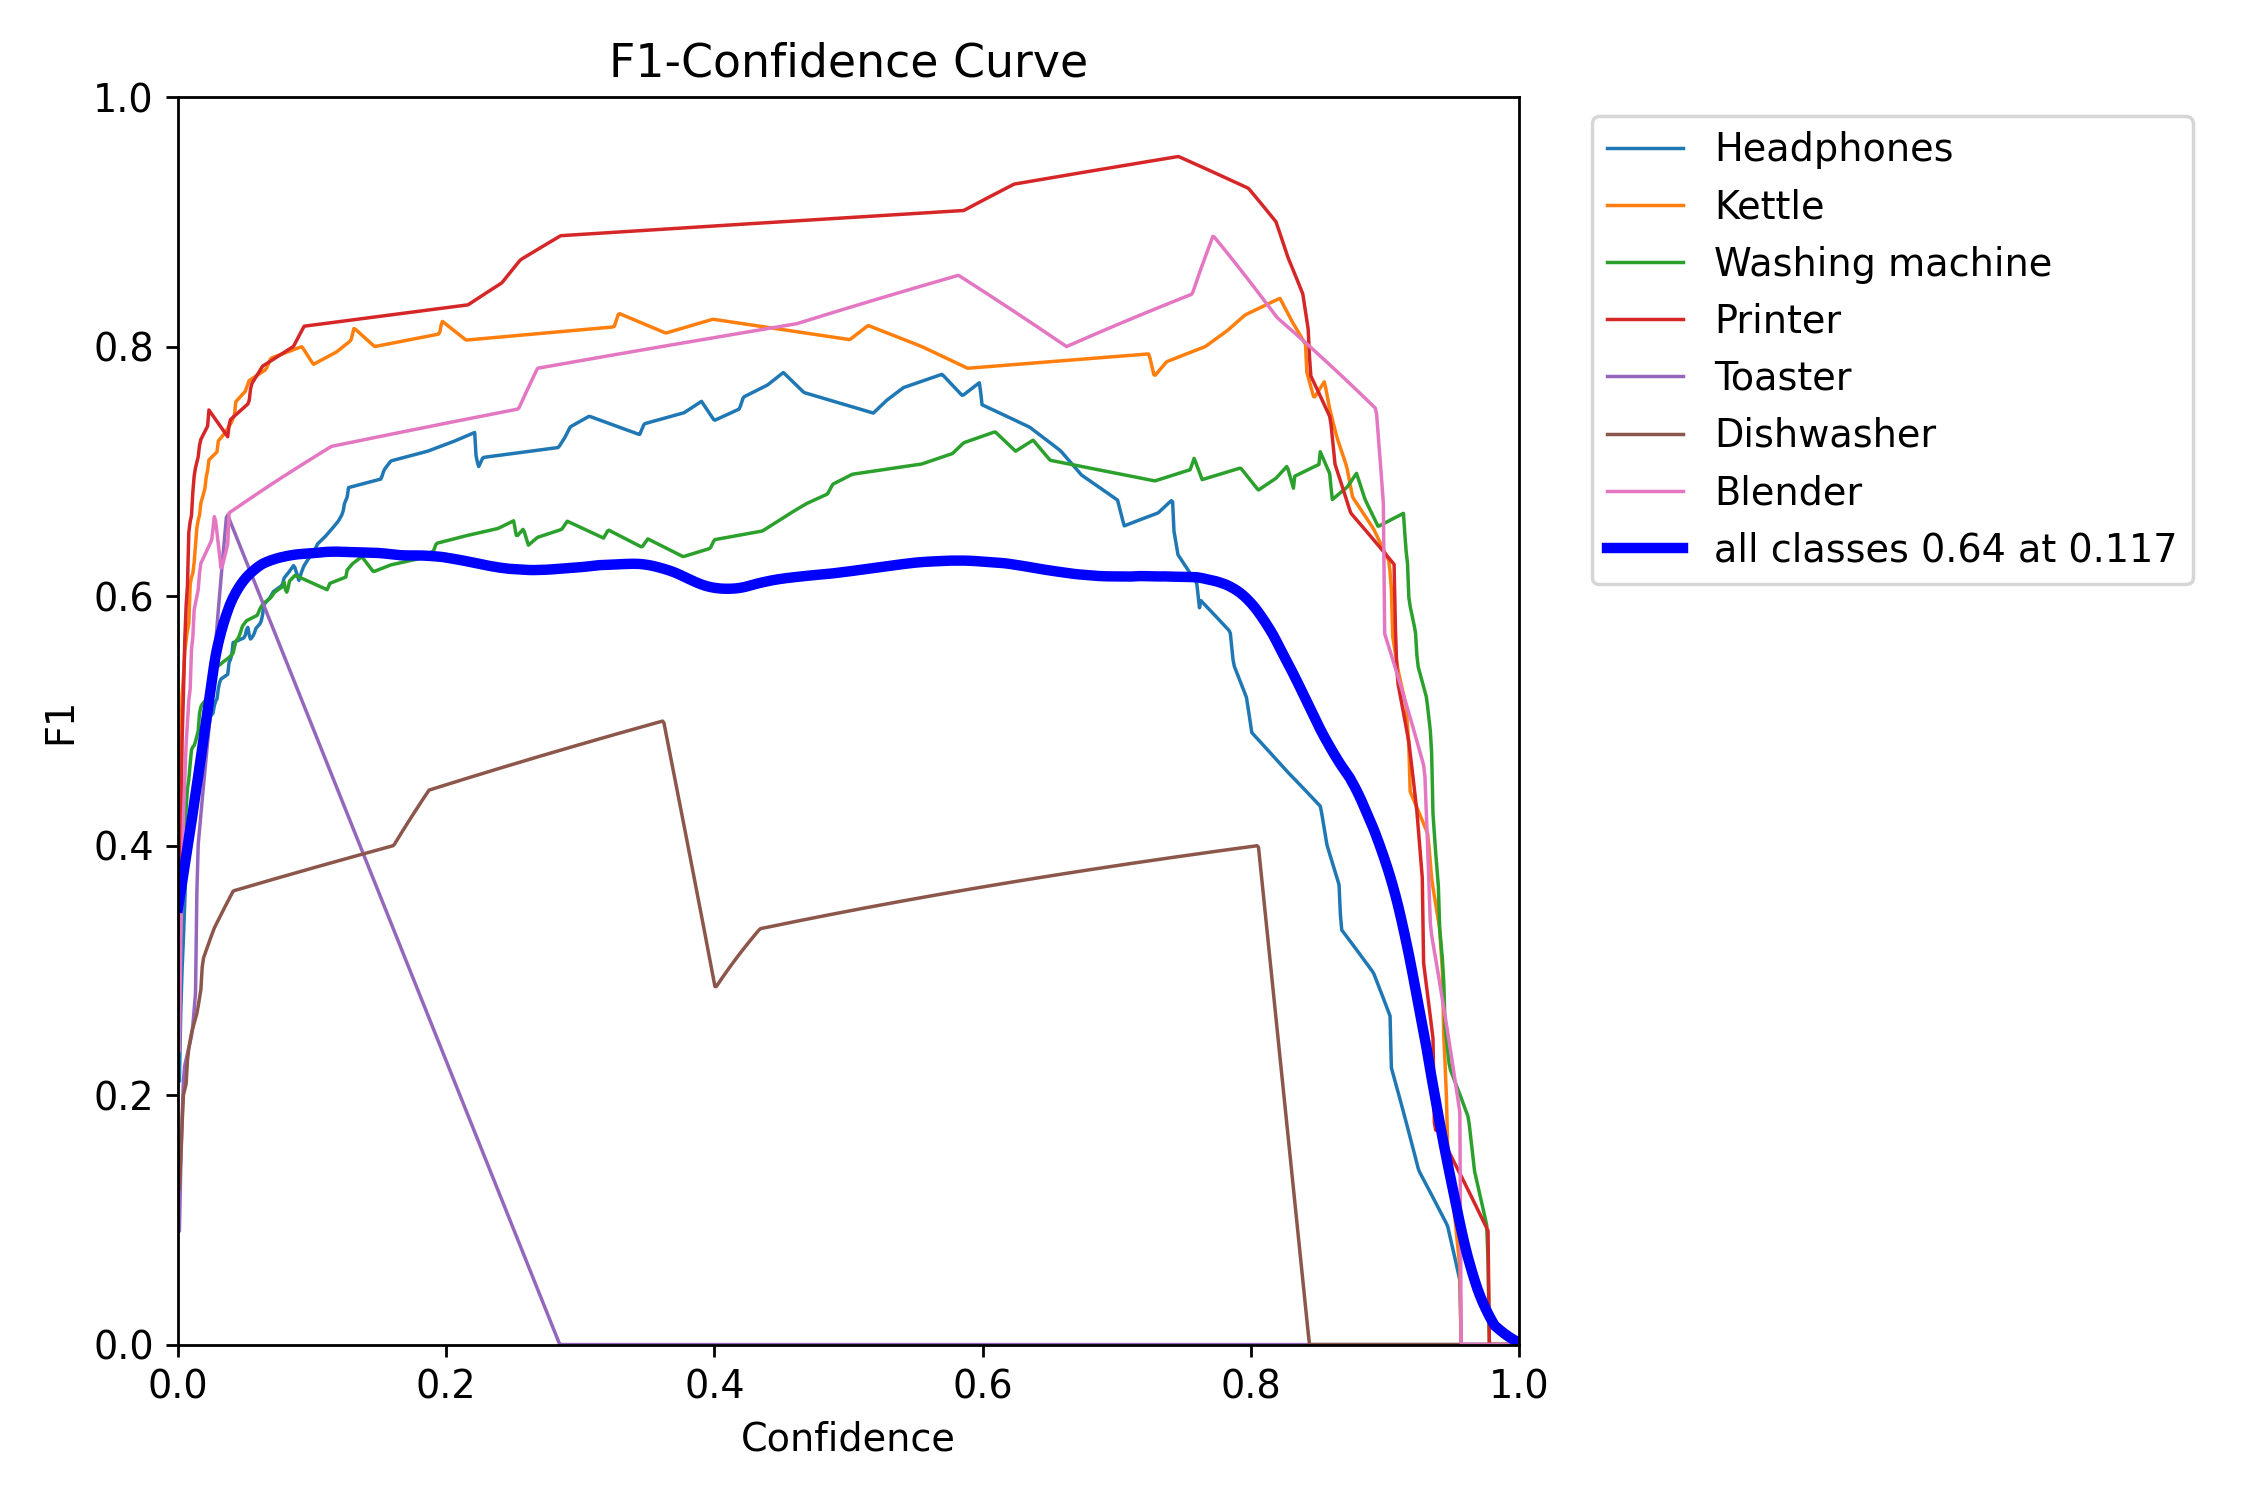 F1-Confidence Curve
1.0
0.8
0.6
0.4
0.2
0.0
F1
0.0 0.2 0.4 0.6 0.8 1.0
Confidence
Headphones
Kettle
Washing machine
Printer
Toaster
Dishwasher
Blender
all classes 0.64 at 0.117